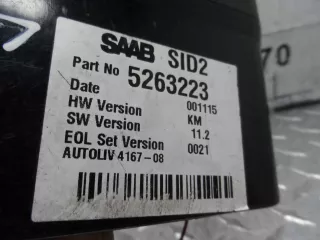 SAAB SID2
Part No 5263223
Date 001115
HW Version KM
SW Version 11.2
EOL Set Version 0021
AUTOLIV 4167-08
70